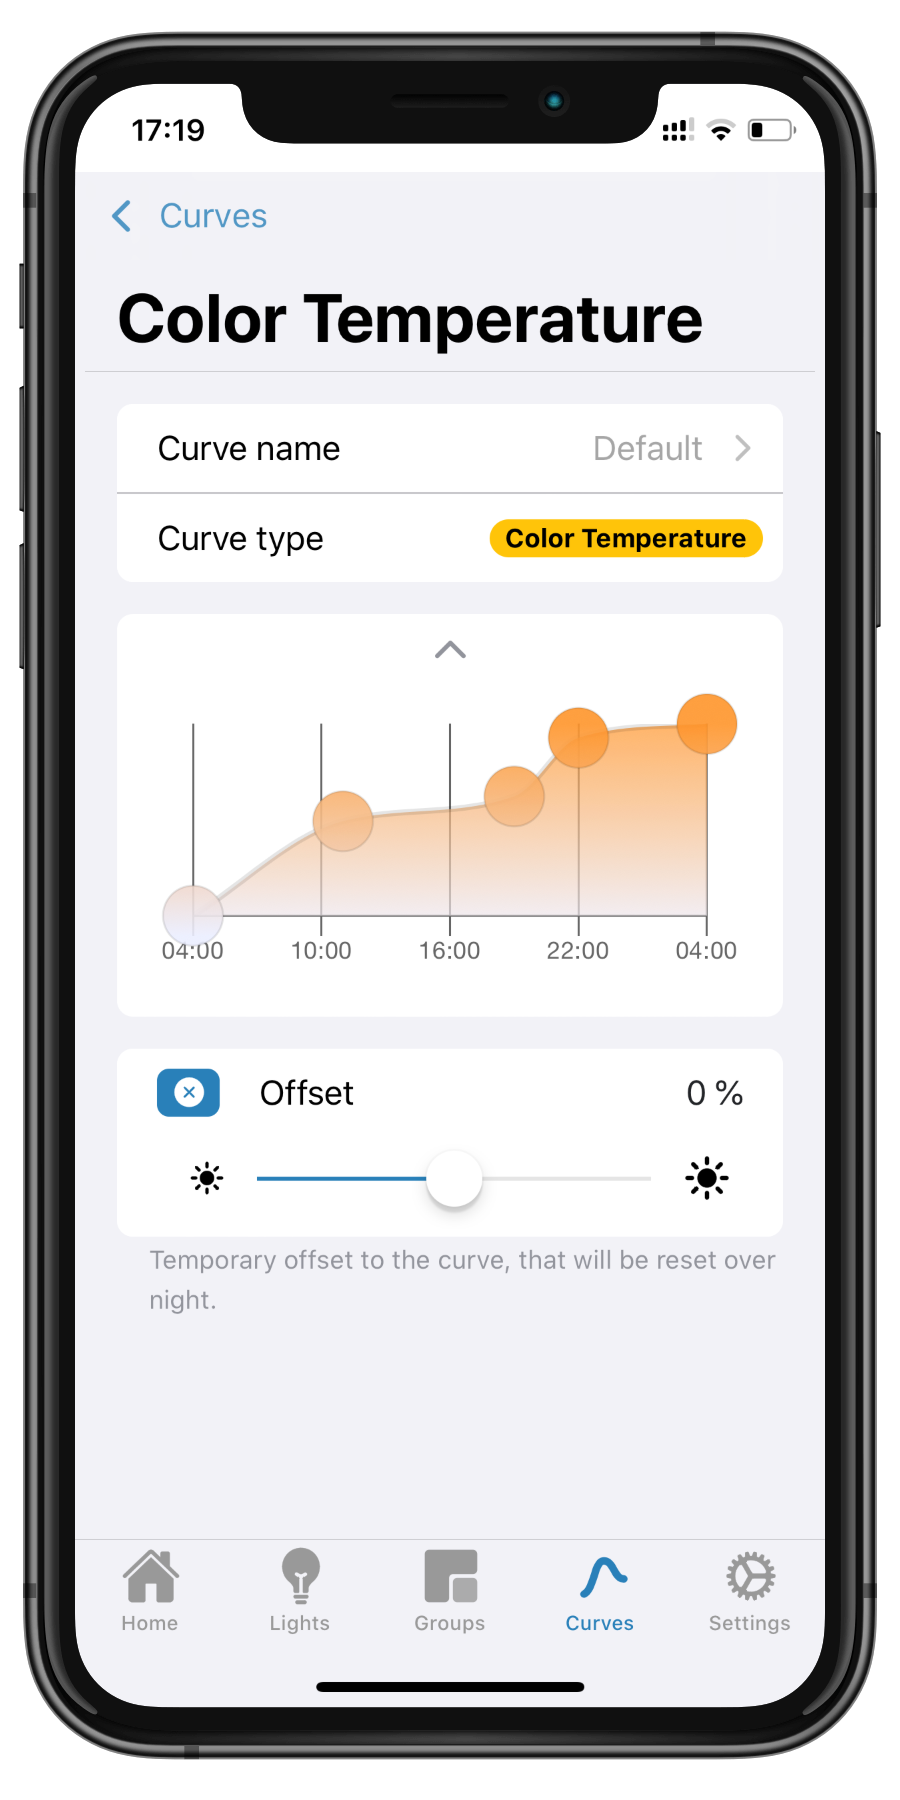 17:19
Curves
Color Temperature
Curve name Default
Curve type Color Temperature
04:00 10:00 16:00 22:00 04:00
Offset 0 %
Temporary offset to the curve, that will be reset over
night.
Home Lights Groups Curves Settings